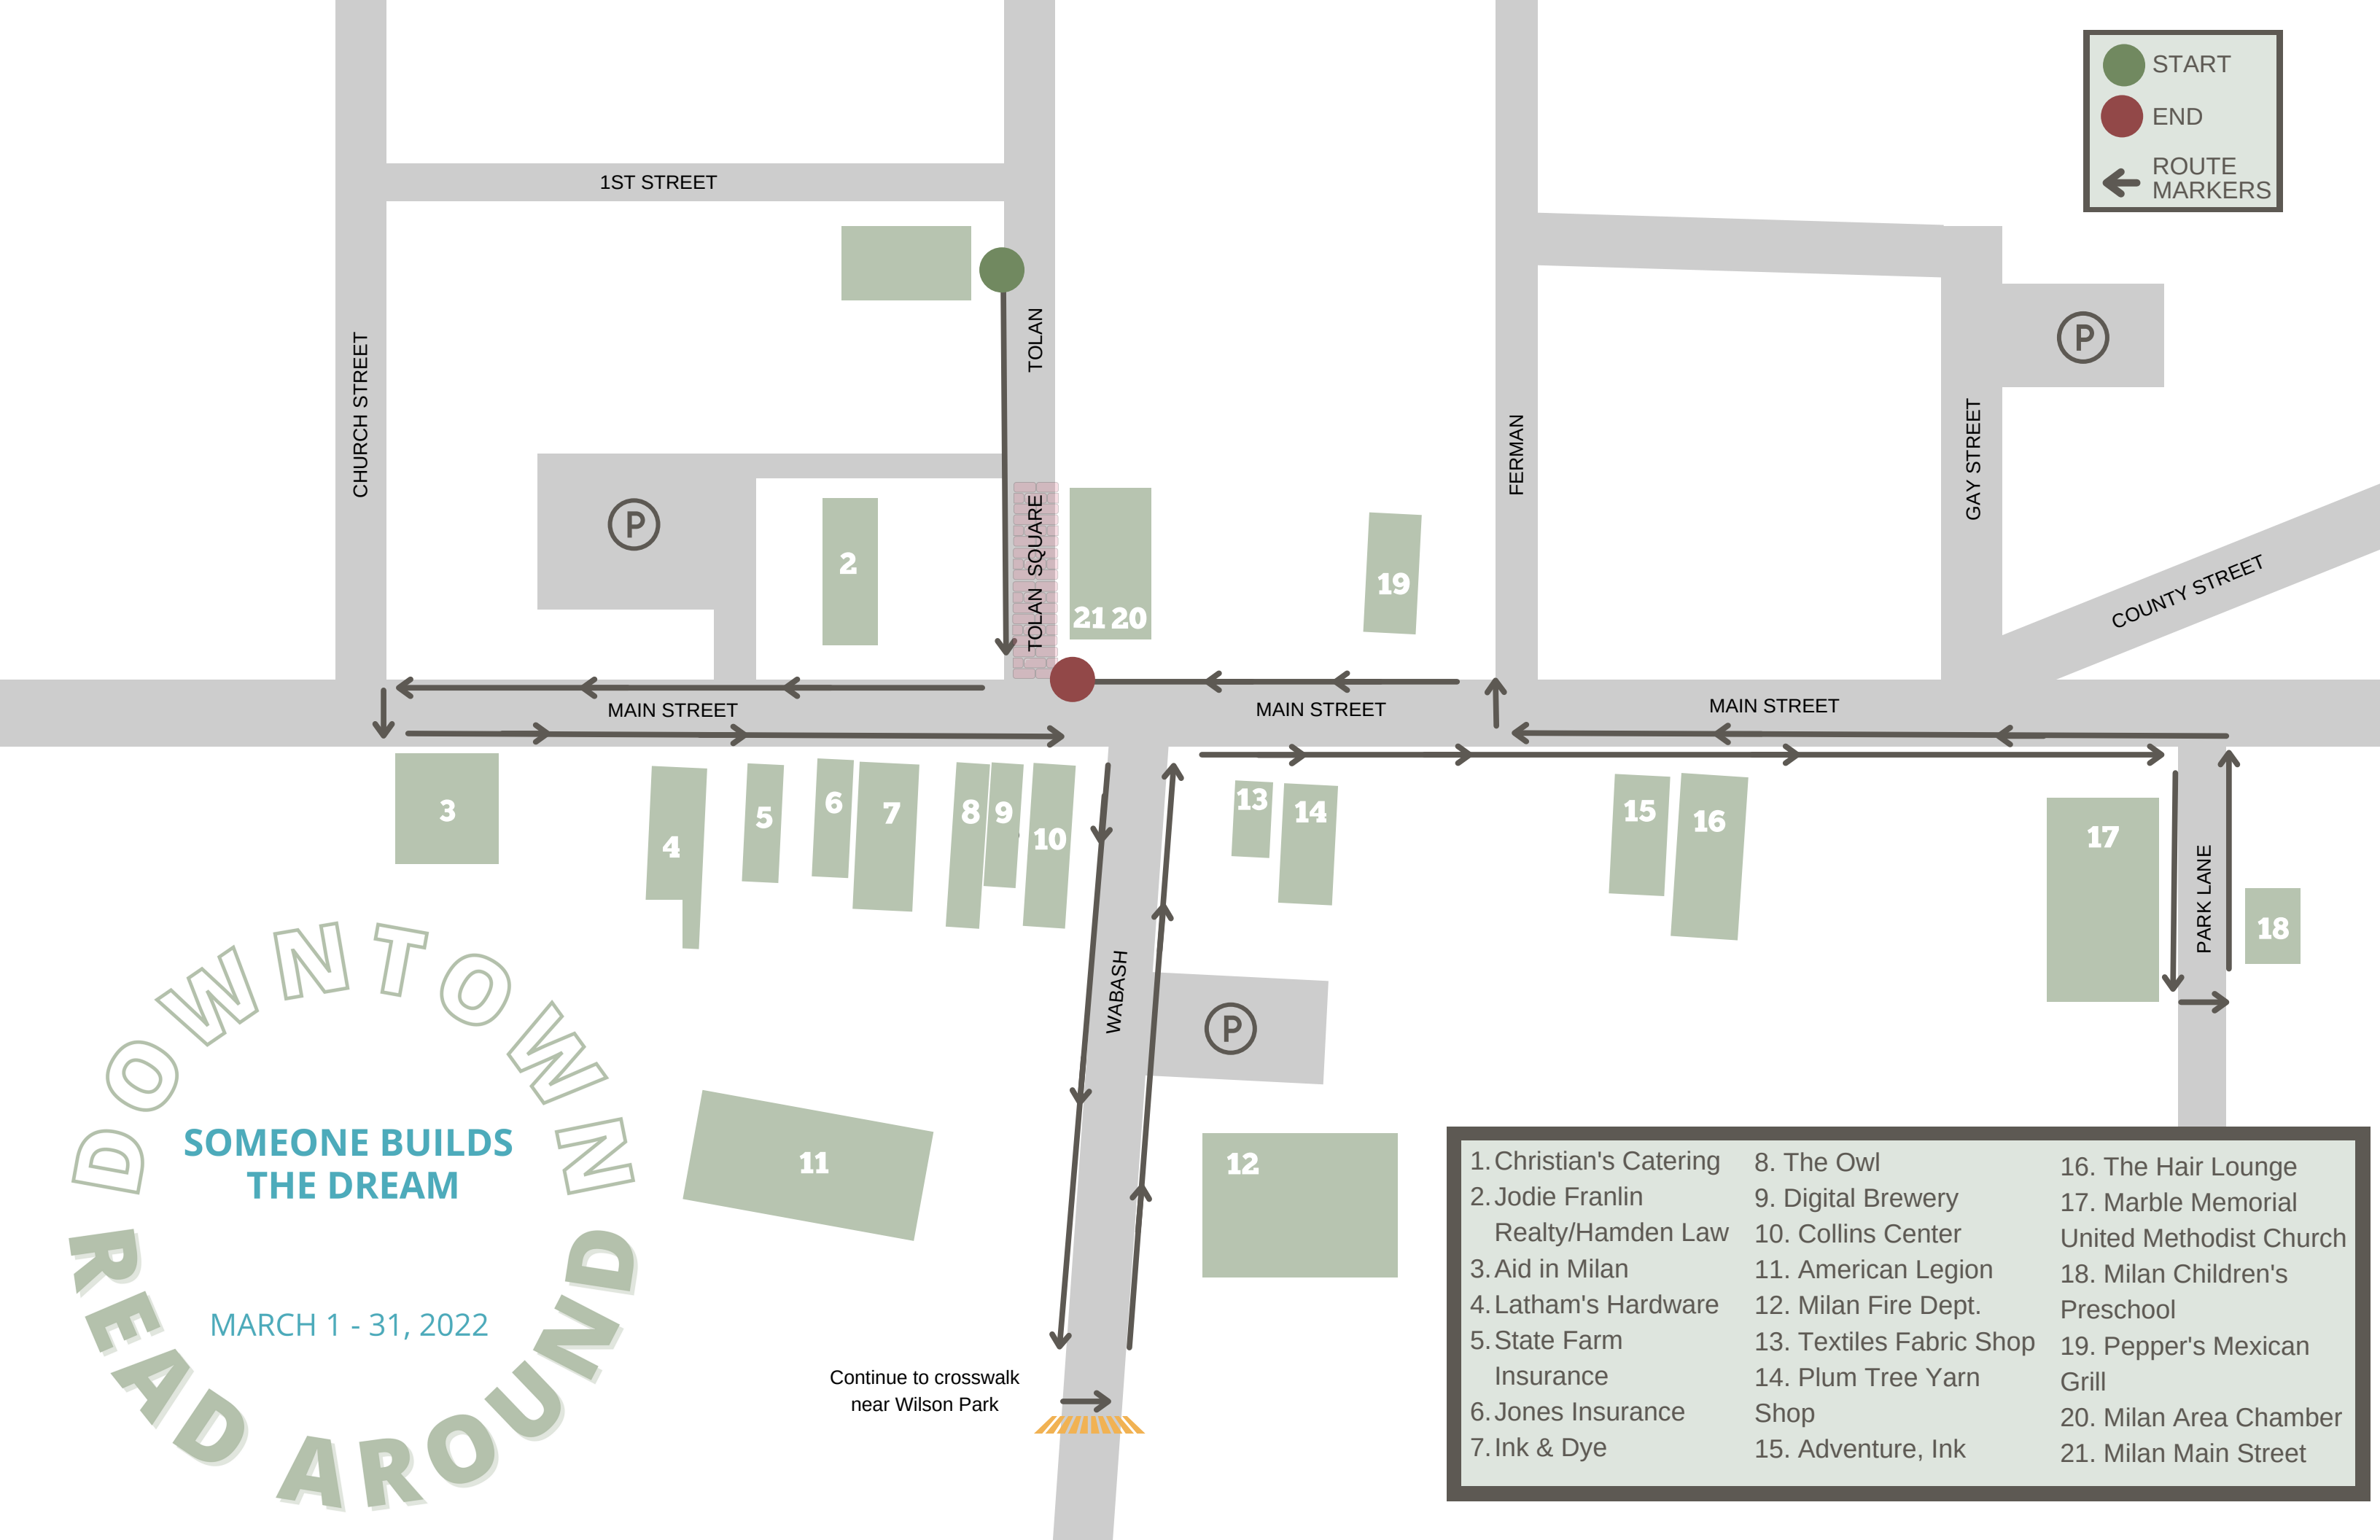 START
END
ROUTE
MARKERS
1ST STREET
CHURCH STREET
TOLAN
TOLAN SQUARE
FERMAN
GAY STREET
COUNTY STREET
P
P
2
21 20
19
MAIN STREET
MAIN STREET
MAIN STREET
3
4
5
6
7
8
9
10
13
14
15
16
17
18
PARK LANE
WABASH
P
11
12
DOWNTOWN
SOMEONE BUILDS
THE DREAM
MARCH 1 - 31, 2022
READ AROUND
Continue to crosswalk
near Wilson Park
1. Christian's Catering
2. Jodie Franlin
Realty/Hamden Law
3. Aid in Milan
4. Latham's Hardware
5. State Farm
Insurance
6. Jones Insurance
7. Ink & Dye
8. The Owl
9. Digital Brewery
10. Collins Center
11. American Legion
12. Milan Fire Dept.
13. Textiles Fabric Shop
14. Plum Tree Yarn
Shop
15. Adventure, Ink
16. The Hair Lounge
17. Marble Memorial
United Methodist Church
18. Milan Children's
Preschool
19. Pepper's Mexican
Grill
20. Milan Area Chamber
21. Milan Main Street